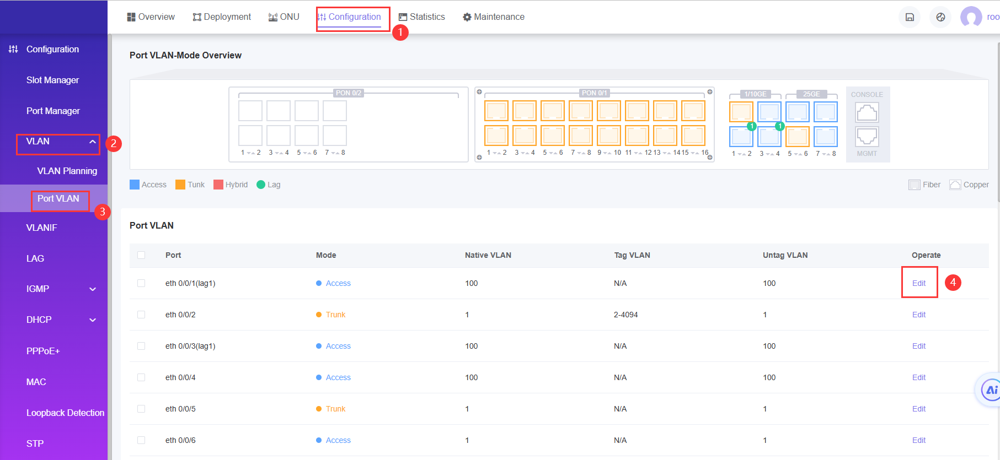 Overview Deployment ONU Configuration Statistics Maintenance roo
1
Configuration
Slot Manager
Port Manager
VLAN
2
VLAN Planning
Port VLAN
3
VLANIF
LAG
IGMP
DHCP
PPPoE+
MAC
Loopback Detection
STP
Port VLAN-Mode Overview
PON 0/2
1 2 3 4 5 6 7 8
PON 0/1
1 2 3 4 5 6 7 8 9 10 11 12 13 14 15 16
1/10GE 25GE
1 1
1 2 3 4 5 6 7 8
CONSOLE
MGMT
Access Tunk Hybrid Lag Fiber Copper
Port VLAN
Port Mode Native VLAN Tag VLAN Untag VLAN Operate
eth 0/0/1(lag1) Access 100 N/A 100 Edit
4
eth 0/0/2 Trunk 1 2-4094 1 Edit
eth 0/0/3(lag1) Access 100 N/A 100 Edit
eth 0/0/4 Access 100 N/A 100 Edit
eth 0/0/5 Trunk 1 N/A 1 Edit
eth 0/0/6 Access 1 N/A 1 Edit
Ai